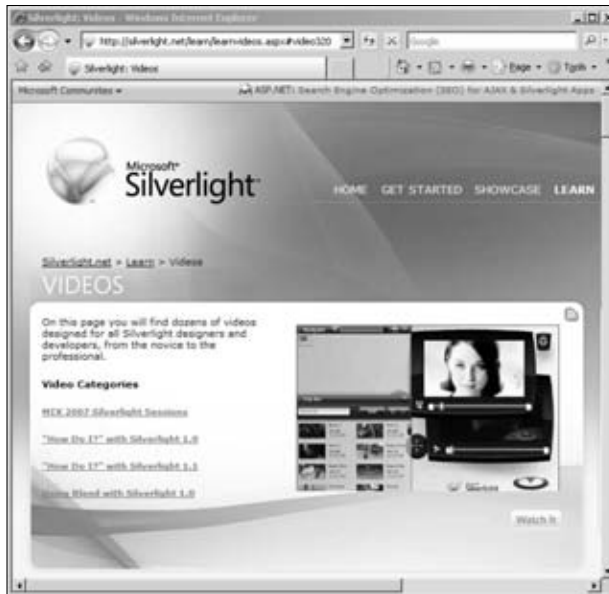 Silverlight: Videos - Windows Internet Explorer
http://silverlight.net/learn/learnvideos.aspx#video320
Google
Silverlight: Videos
Page
Tools
Microsoft Communities
ASP.NET: Search Engine Optimization (SEO) for AJAX & Silverlight Apps
Microsoft®
Silverlight™
HOME GET STARTED SHOWCASE LEARN
Silverlight.net > Learn > Videos
VIDEOS
On this page you will find dozens of videos
designed for all Silverlight designers and
developers, from the novice to the
professional.
Video Categories
MIX 2007 Silverlight Sessions
"How Do I?" with Silverlight 1.0
"How Do I?" with Silverlight 1.1
Using Blend with Silverlight 1.0
Watch It